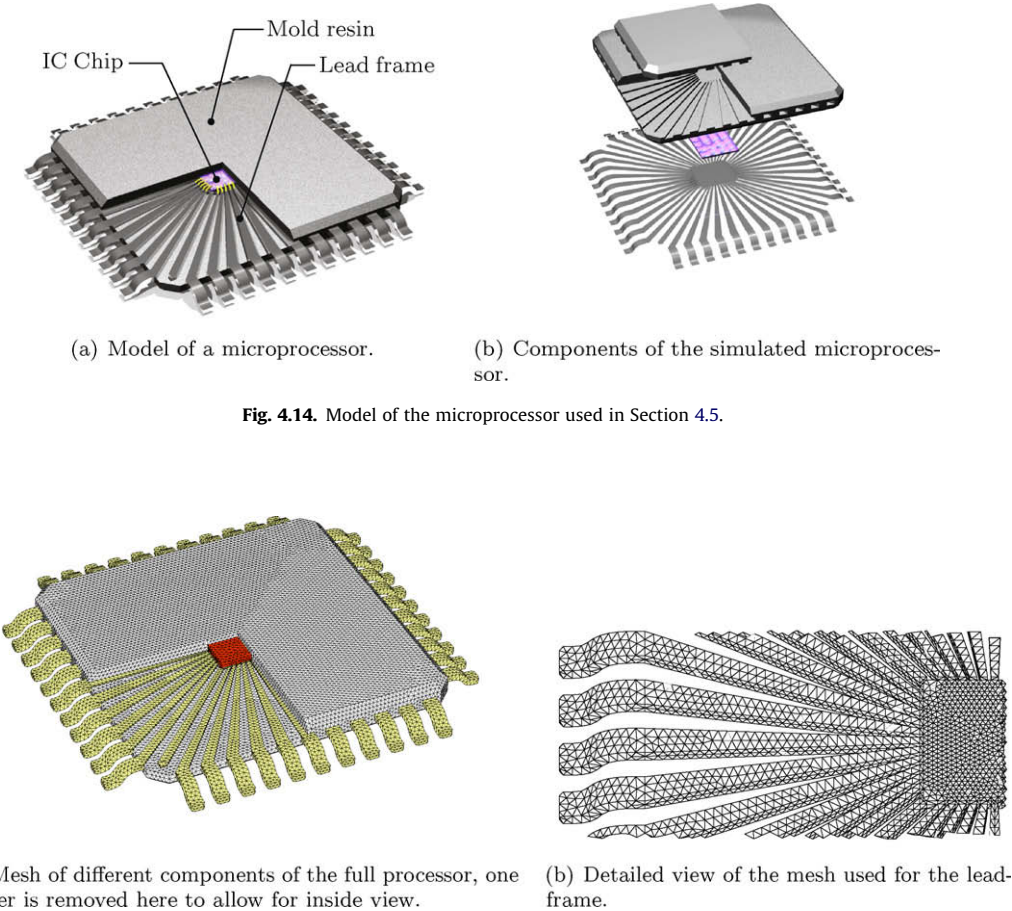 Mold resin
IC Chip
Lead frame
(a) Model of a microprocessor.
(b) Components of the simulated microproces-
sor.
Fig. 4.14. Model of the microprocessor used in Section 4.5.
Mesh of different components of the full processor, one
er is removed here to allow for inside view.
(b) Detailed view of the mesh used for the lead-
frame.